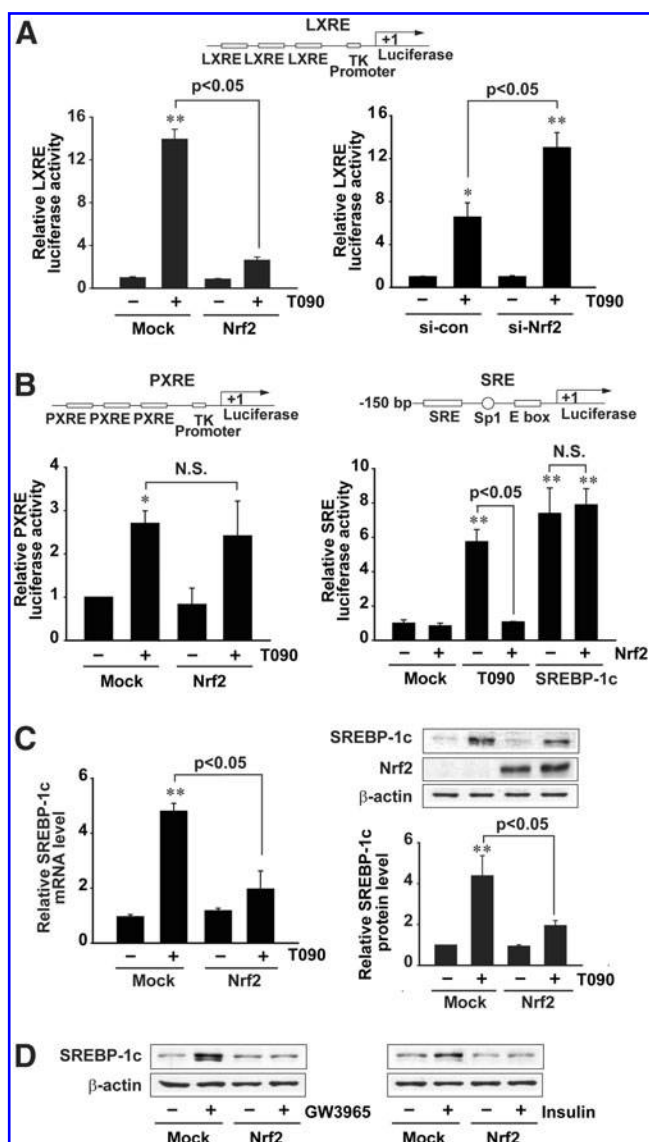 A
LXRE
+1
LXRE LXRE LXRE TK Luciferase
Promoter
p<0.05
**
Relative LXRE
luciferase activity
16
12
8
4
0
− + − + T090
Mock Nrf2
p<0.05
*
**
Relative LXRE
luciferase activity
16
12
8
4
0
− + − + T090
si-con si-Nrf2
B
PXRE
+1
PXRE PXRE PXRE TK Luciferase
Promoter
N.S.
*
Relative PXRE
luciferase activity
4
3
2
1
0
− + − + T090
Mock Nrf2
SRE
-150 bp
+1
SRE Sp1 E box Luciferase
N.S.
p<0.05
** ** **
Relative SRE
luciferase activity
10
8
6
4
2
0
− + − + − + Nrf2
Mock T090 SREBP-1c
C
p<0.05
**
Relative SREBP-1c
mRNA level
6
4
2
0
− + − + T090
Mock Nrf2
SREBP-1c
Nrf2
β-actin
p<0.05
**
Relative SREBP-1c
protein level
6
4
2
0
− + − + T090
Mock Nrf2
D
SREBP-1c
β-actin
− + − + GW3965
Mock Nrf2
− + − + Insulin
Mock Nrf2